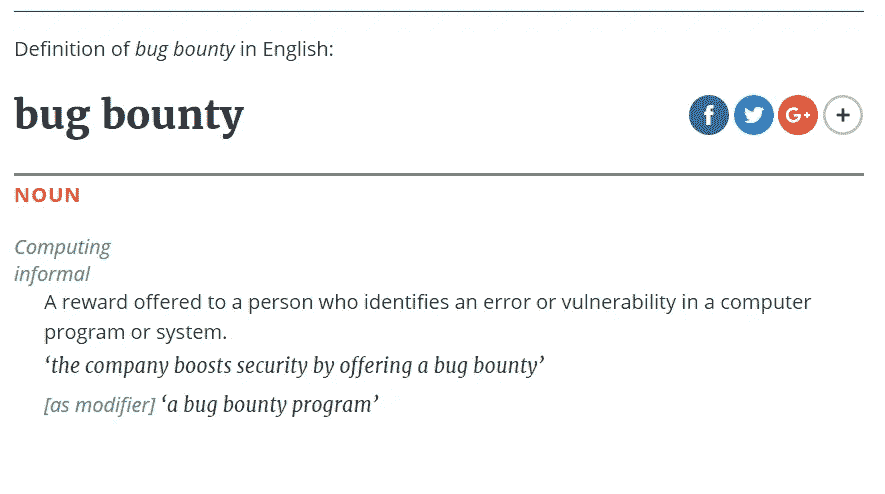 Definition of bug bounty in English:
bug bounty
f G+ +
NOUN
Computing
informal
A reward offered to a person who identifies an error or vulnerability in a computer
program or system.
‘the company boosts security by offering a bug bounty’
[as modifier] ‘a bug bounty program’